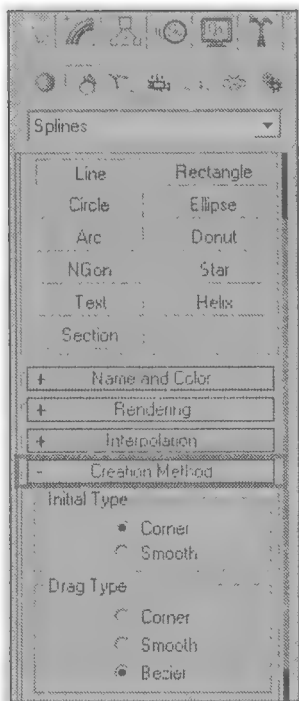 Splines
Line Rectangle
Circle Ellipse
Arc Donut
NGon Star
Text Helix
Section
+ Name and Color
+ Rendering
+ Interpolation
- Creation Method
Initial Type
Corner
Smooth
Drag Type
Corner
Smooth
Bezier